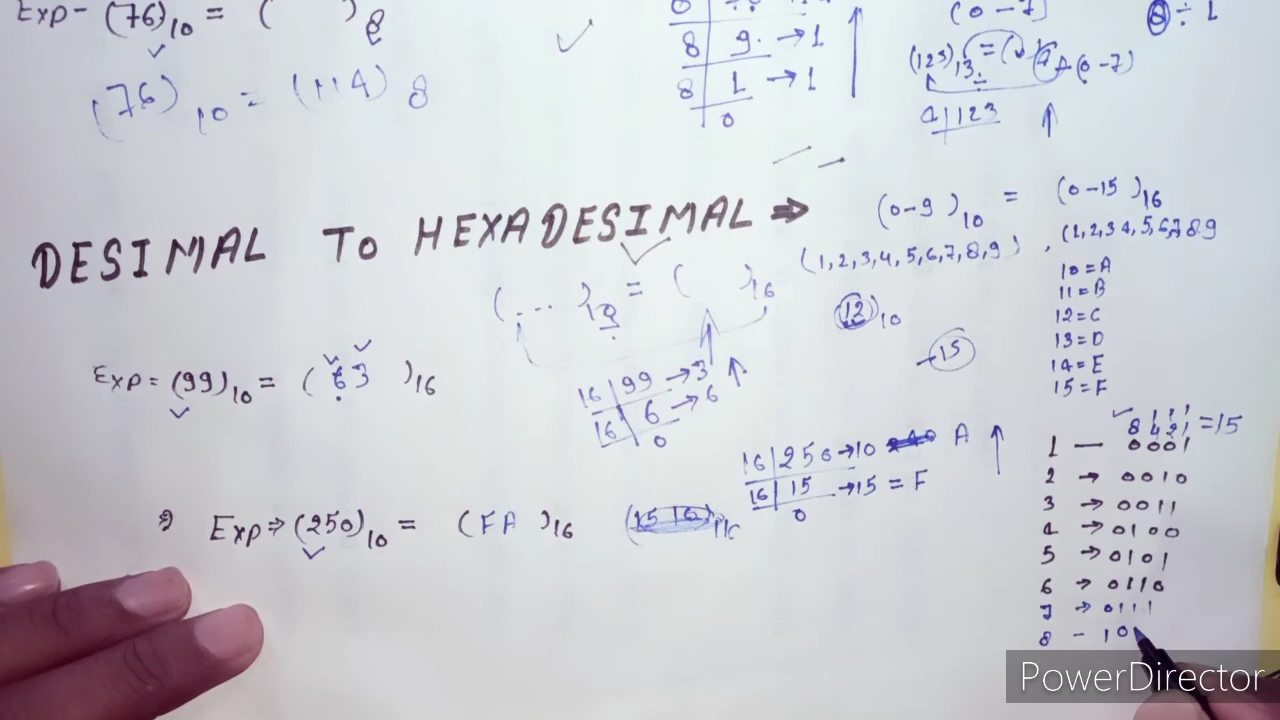 Exp- (76)10 = ( )8
(76)10 = (114)8
8 9 → 1
8 1 → 1
0
(0-7)
8 ÷ 1
(123)13 =
(0-7)
123
DESIMAL TO HEXADESIMAL ⇒
(0-9)10 = (0-15)16
(1,2,3,4,5,6,7,8,9) , (1,2,3 4,5,6,7,8 9
10=A
11=B
12=C
13=D
14=E
15=F
(....)10 = ( )16
(12)10
-15
Exp = (99)10 = (63)16
16 99 → 3
16 6 → 6
0
Exp ⇒ (250)10 = (FA)16
16 250 → 10 A
16 15 → 15 = F
0
8 4 2 1 = 15
1 — 0001
2 → 0010
3 → 0011
4 → 0100
5 → 0101
6 → 0110
7 → 0111
8 - 10
PowerDirector